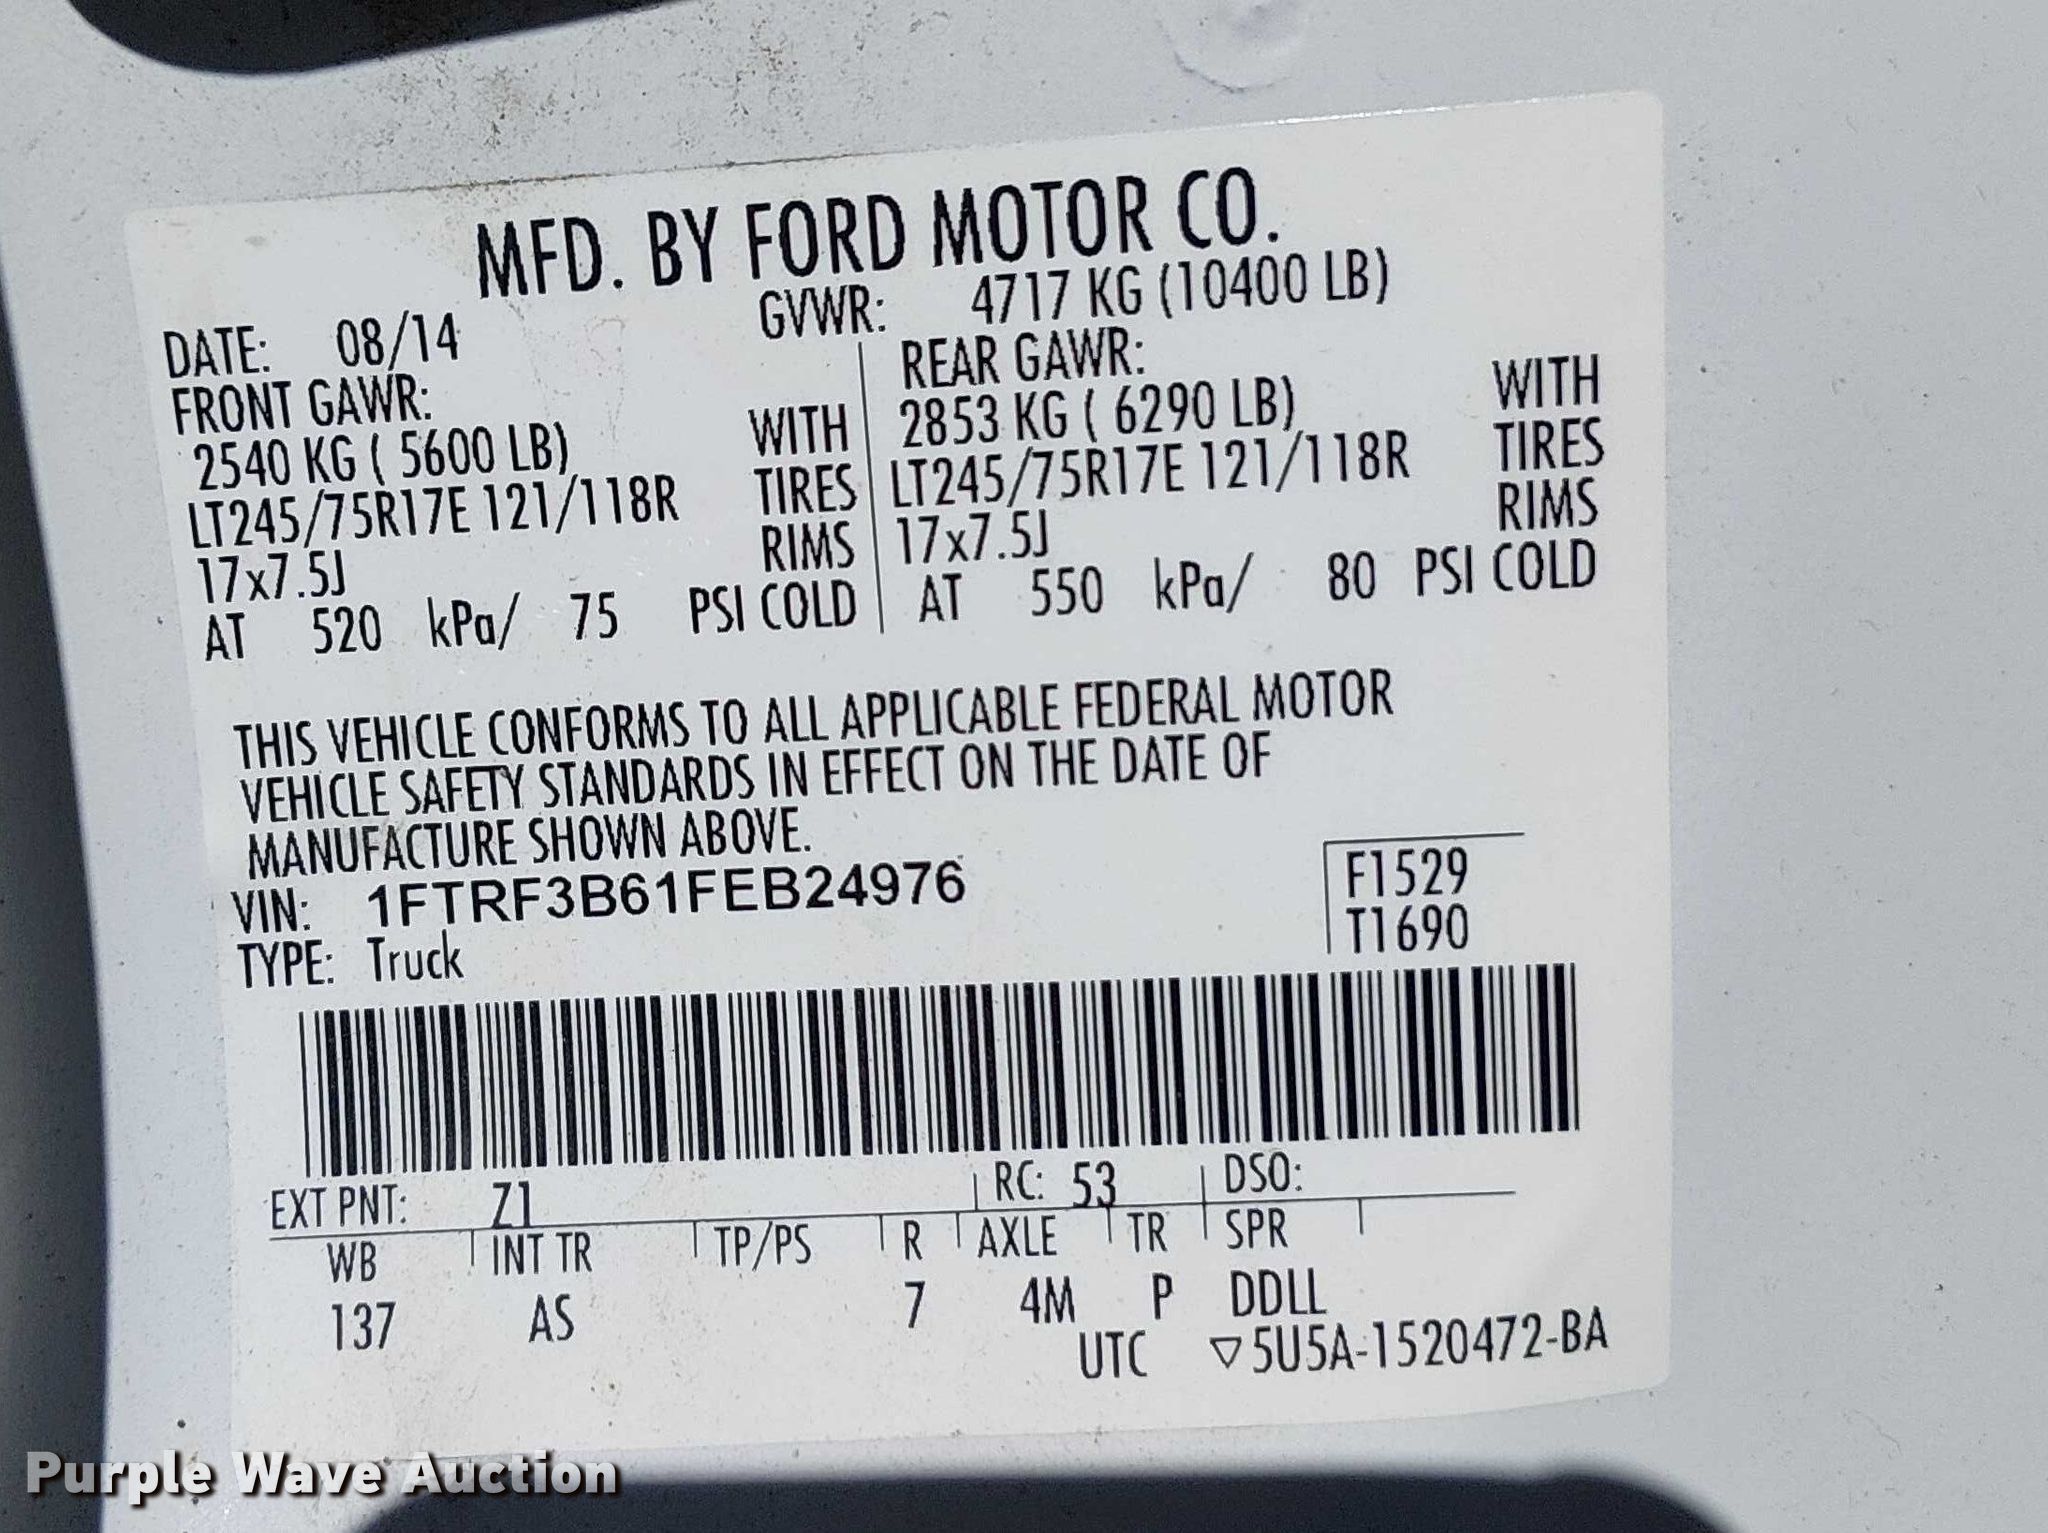 MFD. BY FORD MOTOR CO.
DATE: 08/14 GVWR: 4717 KG (10400 LB)
FRONT GAWR: REAR GAWR:
2540 KG ( 5600 LB) WITH 2853 KG ( 6290 LB) WITH
LT245/75R17E 121/118R TIRES LT245/75R17E 121/118R TIRES
17x7.5J RIMS 17x7.5J RIMS
AT 520 kPa/ 75 PSI COLD AT 550 kPa/ 80 PSI COLD
THIS VEHICLE CONFORMS TO ALL APPLICABLE FEDERAL MOTOR
VEHICLE SAFETY STANDARDS IN EFFECT ON THE DATE OF
MANUFACTURE SHOWN ABOVE.
VIN: 1FTRF3B61FEB24976 F1529
TYPE: Truck T1690
EXT PNT: Z1 RC: 53 DSO:
WB INT TR TP/PS R AXLE TR SPR
137 AS 7 4M P DDLL
UTC ▽5U5A-1520472-BA
Purple Wave Auction